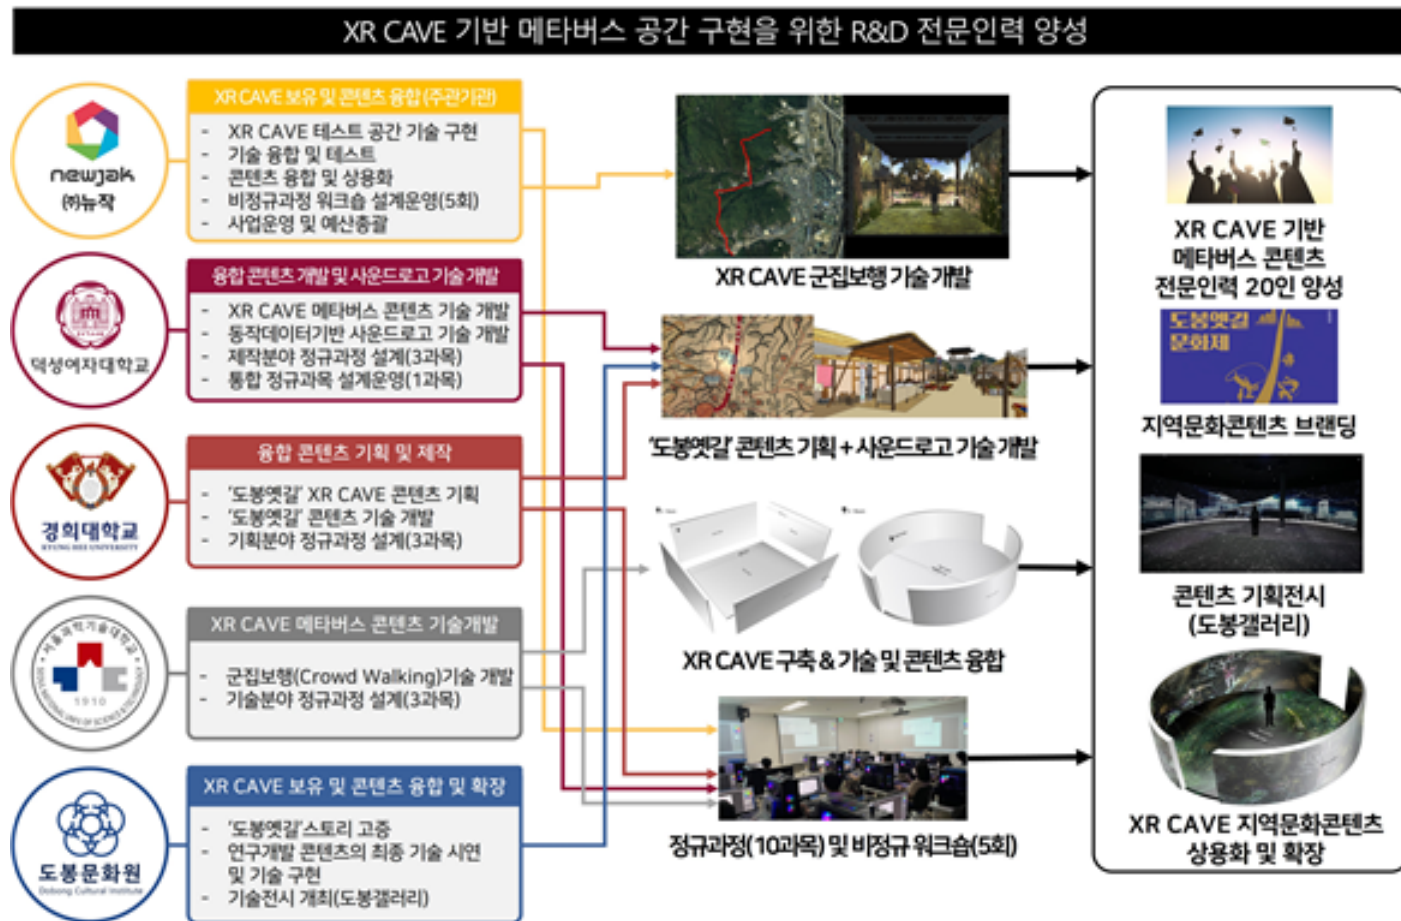 XR CAVE 기반 메타버스 공간 구현을 위한 R&D 전문인력 양성
newjak
㈜뉴작
XR CAVE 보유 및 콘텐츠 융합(주관기관)
- XR CAVE 테스트 공간 기술 구현
- 기술 융합 및 테스트
- 콘텐츠 융합 및 상용화
- 비정규과정 워크숍 설계운영(5회)
- 사업운영 및 예산총괄
덕성여자대학교
융합 콘텐츠 개발 및 사운드로고 기술 개발
- XR CAVE 메타버스 콘텐츠 기술 개발
- 동작데이터기반 사운드로고 기술 개발
- 제작분야 정규과정 설계(3과목)
- 통합 정규과목 설계운영(1과목)
경희대학교
KYUNG HEE UNIVERSITY
융합 콘텐츠 기획 및 제작
- ‘도봉옛길’ XR CAVE 콘텐츠 기획
- ‘도봉옛길’ 콘텐츠 기술 개발
- 기획분야 정규과정 설계(3과목)
서울과학기술대학교
SEOUL NATIONAL UNIV OF SCIENCE & TECHNOLOGY
1910
XR CAVE 메타버스 콘텐츠 기술개발
- 군집보행(Crowd Walking)기술 개발
- 기술분야 정규과정 설계(3과목)
도봉문화원
Dobong Cultural Institute
XR CAVE 보유 및 콘텐츠 융합 및 확장
- ‘도봉옛길’스토리 고증
- 연구개발 콘텐츠의 최종 기술 시연
및 기술 구현
- 기술전시 개최(도봉갤러리)
XR CAVE 군집보행 기술 개발
‘도봉옛길’ 콘텐츠 기획 + 사운드로고 기술 개발
XR CAVE 구축 & 기술 및 콘텐츠 융합
정규과정(10과목) 및 비정규 워크숍(5회)
XR CAVE 기반
메타버스 콘텐츠
전문인력 20인 양성
도봉옛길
문화제
지역문화콘텐츠 브랜딩
콘텐츠 기획전시
(도봉갤러리)
XR CAVE 지역문화콘텐츠
상용화 및 확장